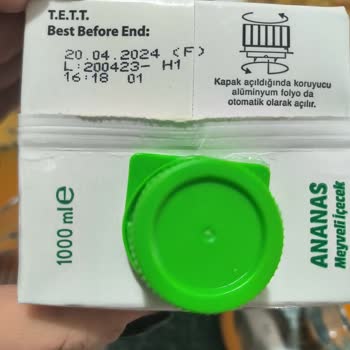 T.E.T.T.
Best Before End:
20.04.2024 (F)
L:200423- H1
16:18 01
Kapak açıldığında koruyucu
alüminyum folyo da
otomatik olarak açılır.
1000 ml e
ANANAS
Meyveli İçecek